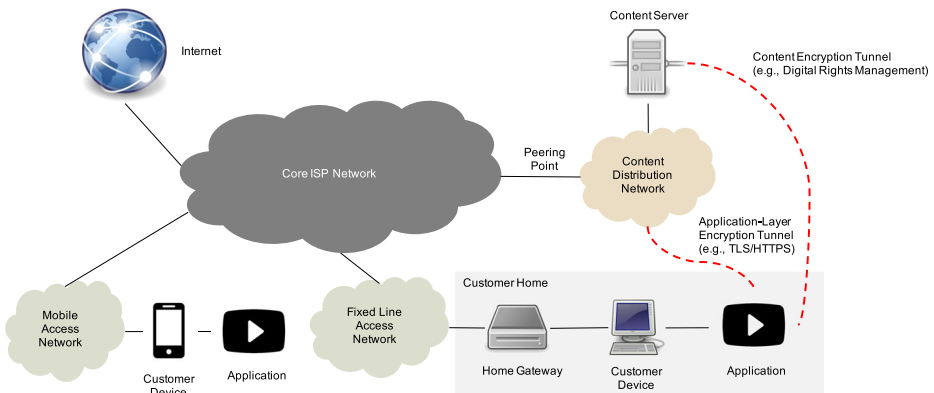 Content Server
Internet
Content Encryption Tunnel
(e.g., Digital Rights Management)
Peering
Point
Content
Distribution
Network
Core ISP Network
Application-Layer
Encryption Tunnel
(e.g., TLS/HTTPS)
Customer Home
Mobile
Access
Network
Fixed Line
Access
Network
Customer
Device
Application
Home Gateway
Customer
Device
Application